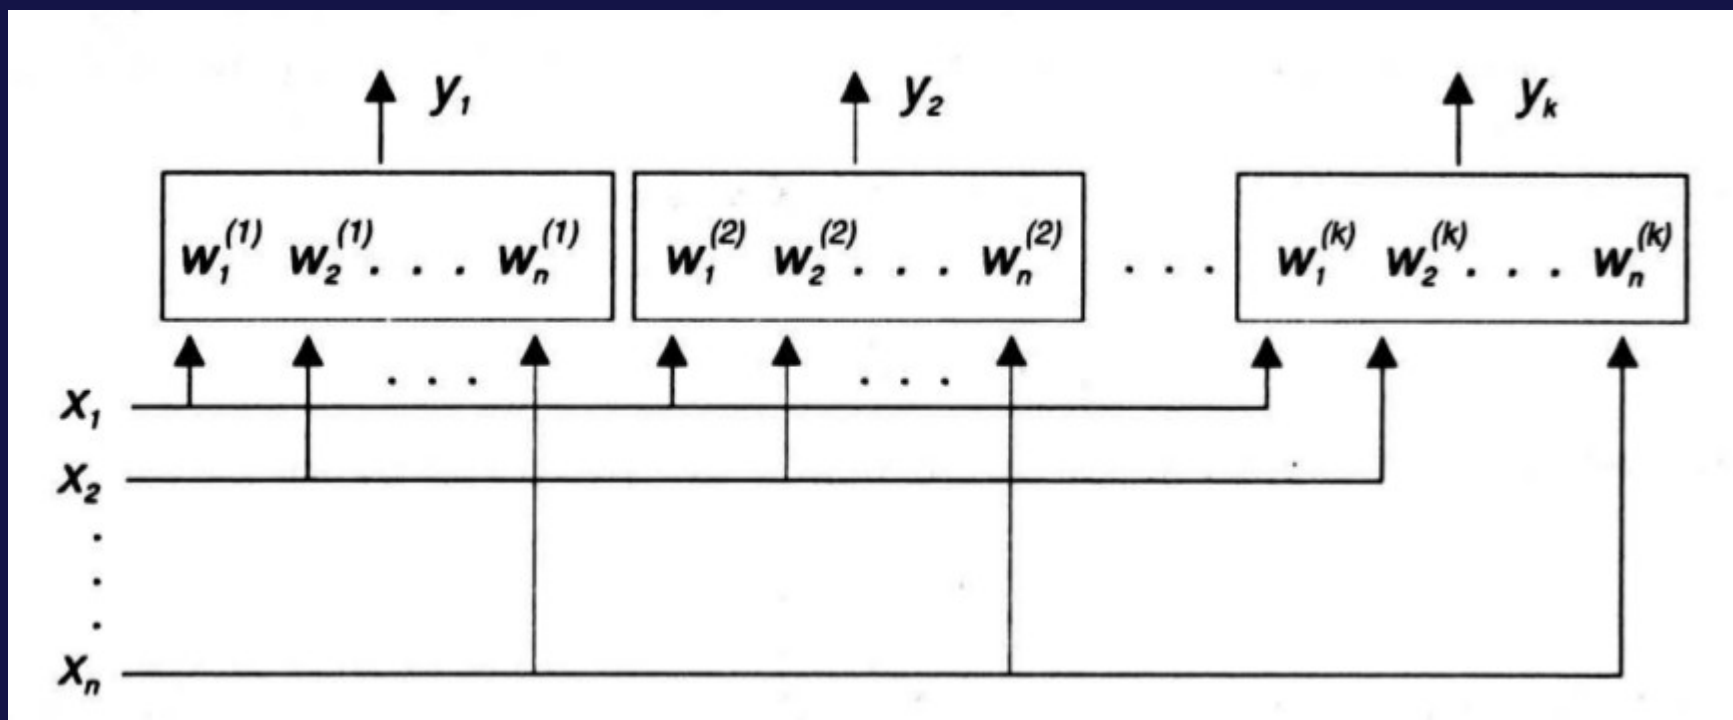 y₁ y₂ yₖ
w₁⁽¹⁾ w₂⁽¹⁾ . . . wₙ⁽¹⁾ w₁⁽²⁾ w₂⁽²⁾ . . . wₙ⁽²⁾ . . . w₁⁽ᵏ⁾ w₂⁽ᵏ⁾ . . . wₙ⁽ᵏ⁾
. . . . . .
x₁
x₂
.
.
.
xₙ